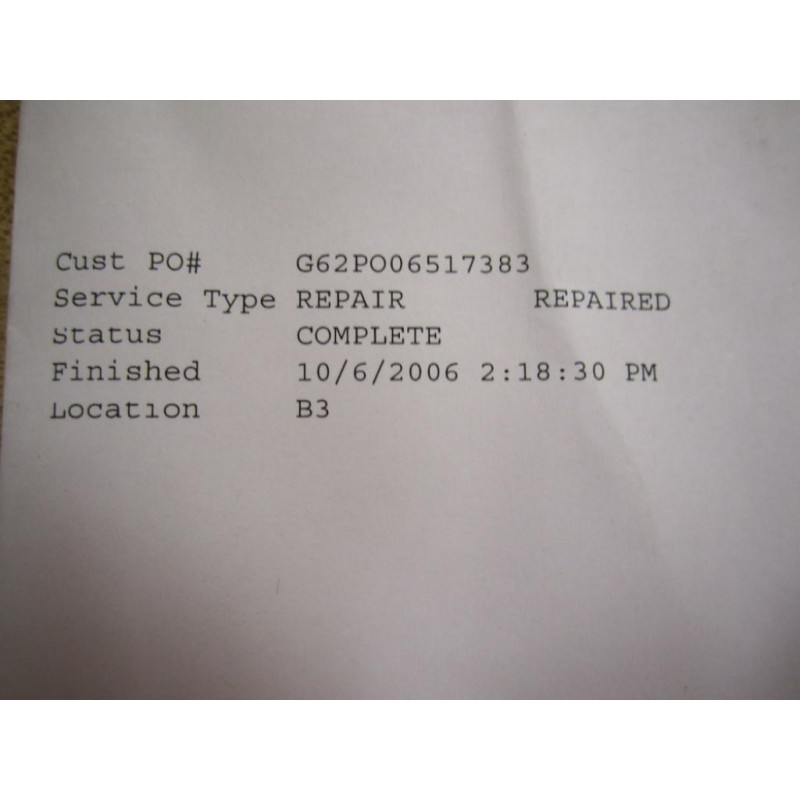 Cust PO# G62PO06517383
Service Type REPAIR REPAIRED
Status COMPLETE
Finished 10/6/2006 2:18:30 PM
Location B3